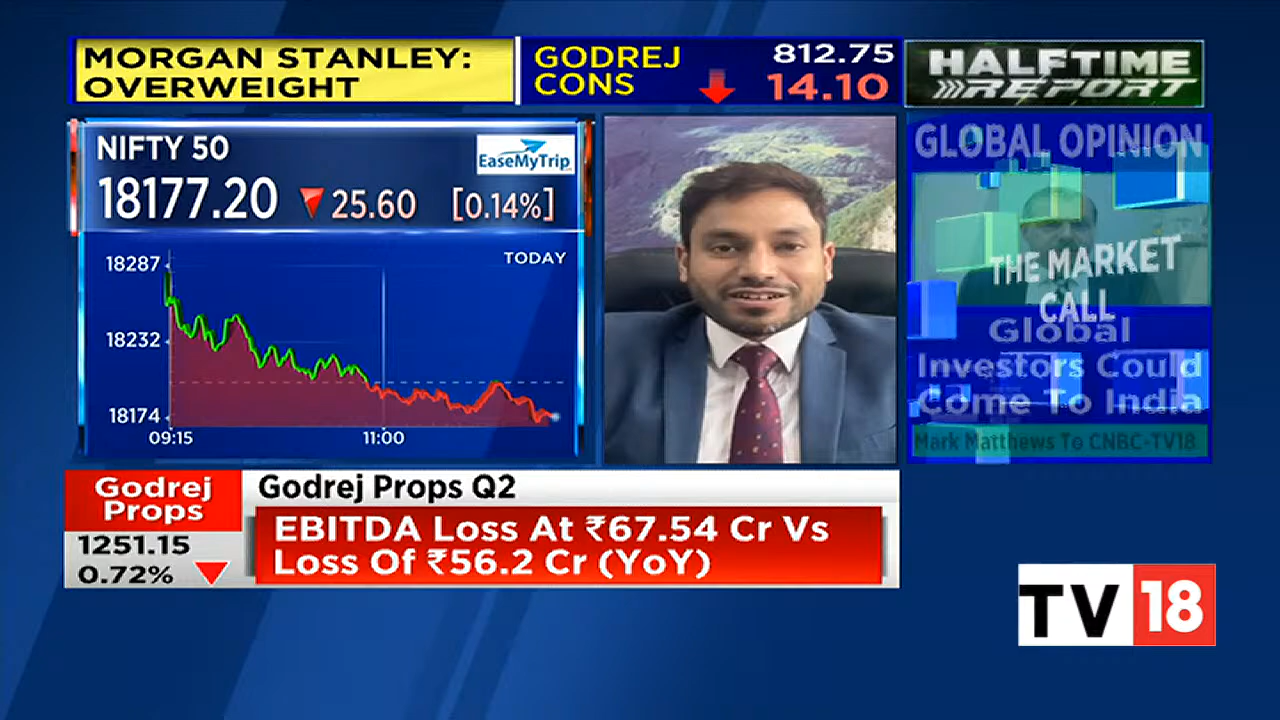 MORGAN STANLEY:
OVERWEIGHT
GODREJ
CONS
812.75
14.10
HALFTIME
REPORT
NIFTY 50
EaseMyTrip
18177.20 25.60 [0.14%]
TODAY
18287
18232
18174
09:15 11:00
GLOBAL OPINION
THE MARKET
CALL
Global
Investors Could
Come To India
Mark Matthews To CNBC-TV18
Godrej
Props
1251.15
0.72%
Godrej Props Q2
EBITDA Loss At ₹67.54 Cr Vs
Loss Of ₹56.2 Cr (YoY)
TV18